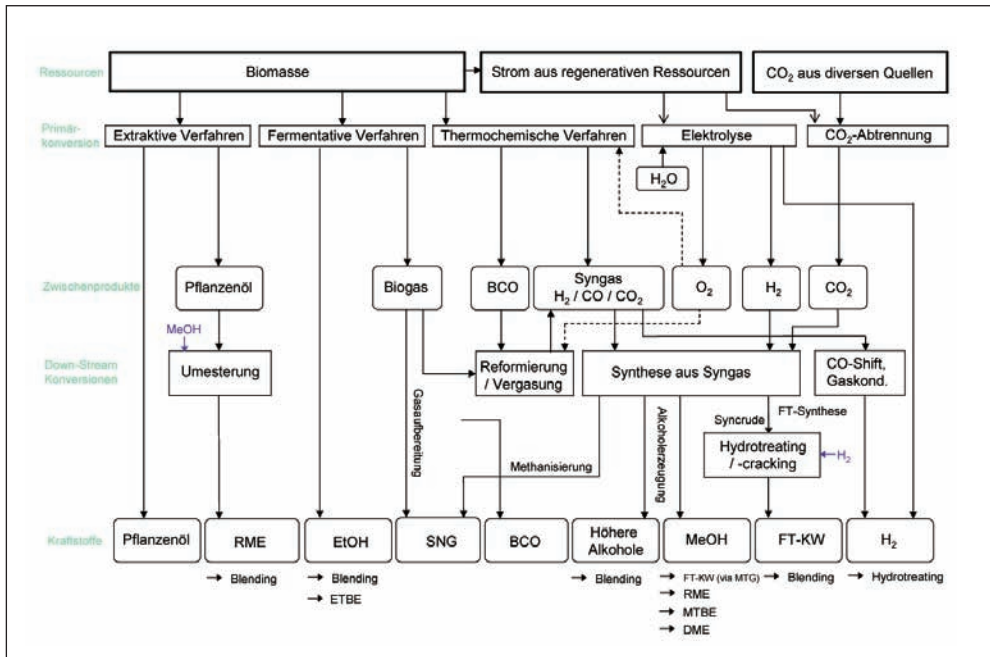 Ressourcen
Biomasse
Strom aus regenerativen Ressourcen
CO₂ aus diversen Quellen
Primär-
konversion
Extraktive Verfahren
Fermentative Verfahren
Thermochemische Verfahren
Elektrolyse
CO₂-Abtrennung
H₂O
Zwischenprodukte
Pflanzenöl
Biogas
BCO
Syngas
H₂ / CO / CO₂
O₂
H₂
CO₂
MeOH
Down-Stream
Konversionen
Umesterung
Reformierung
/ Vergasung
Synthese aus Syngas
CO-Shift,
Gaskond.
Gasaufbereitung
Methanisierung
Alkoholerzeugung
Syncrude
FT-Synthese
Hydrotreating
/ -cracking
H₂
Kraftstoffe
Pflanzenöl
RME
EtOH
SNG
BCO
Höhere
Alkohole
MeOH
FT-KW
H₂
→ Blending
→ Blending
→ ETBE
→ Blending
→ FT-KW (via MTG)
→ RME
→ MTBE
→ DME
→ Blending
→ Hydrotreating